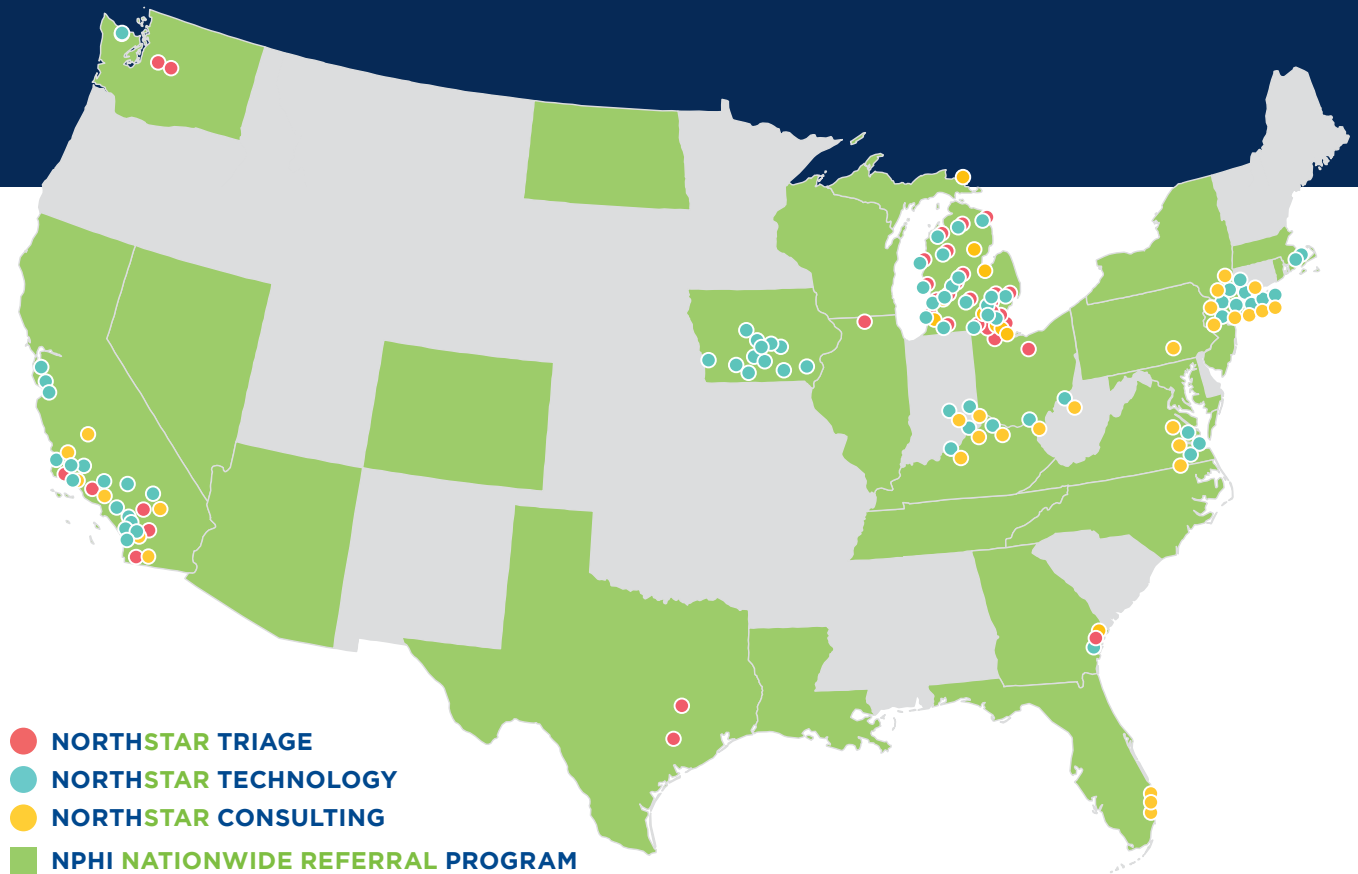 NORTHSTAR TRIAGE
NORTHSTAR TECHNOLOGY
NORTHSTAR CONSULTING
NPHI NATIONWIDE REFERRAL PROGRAM